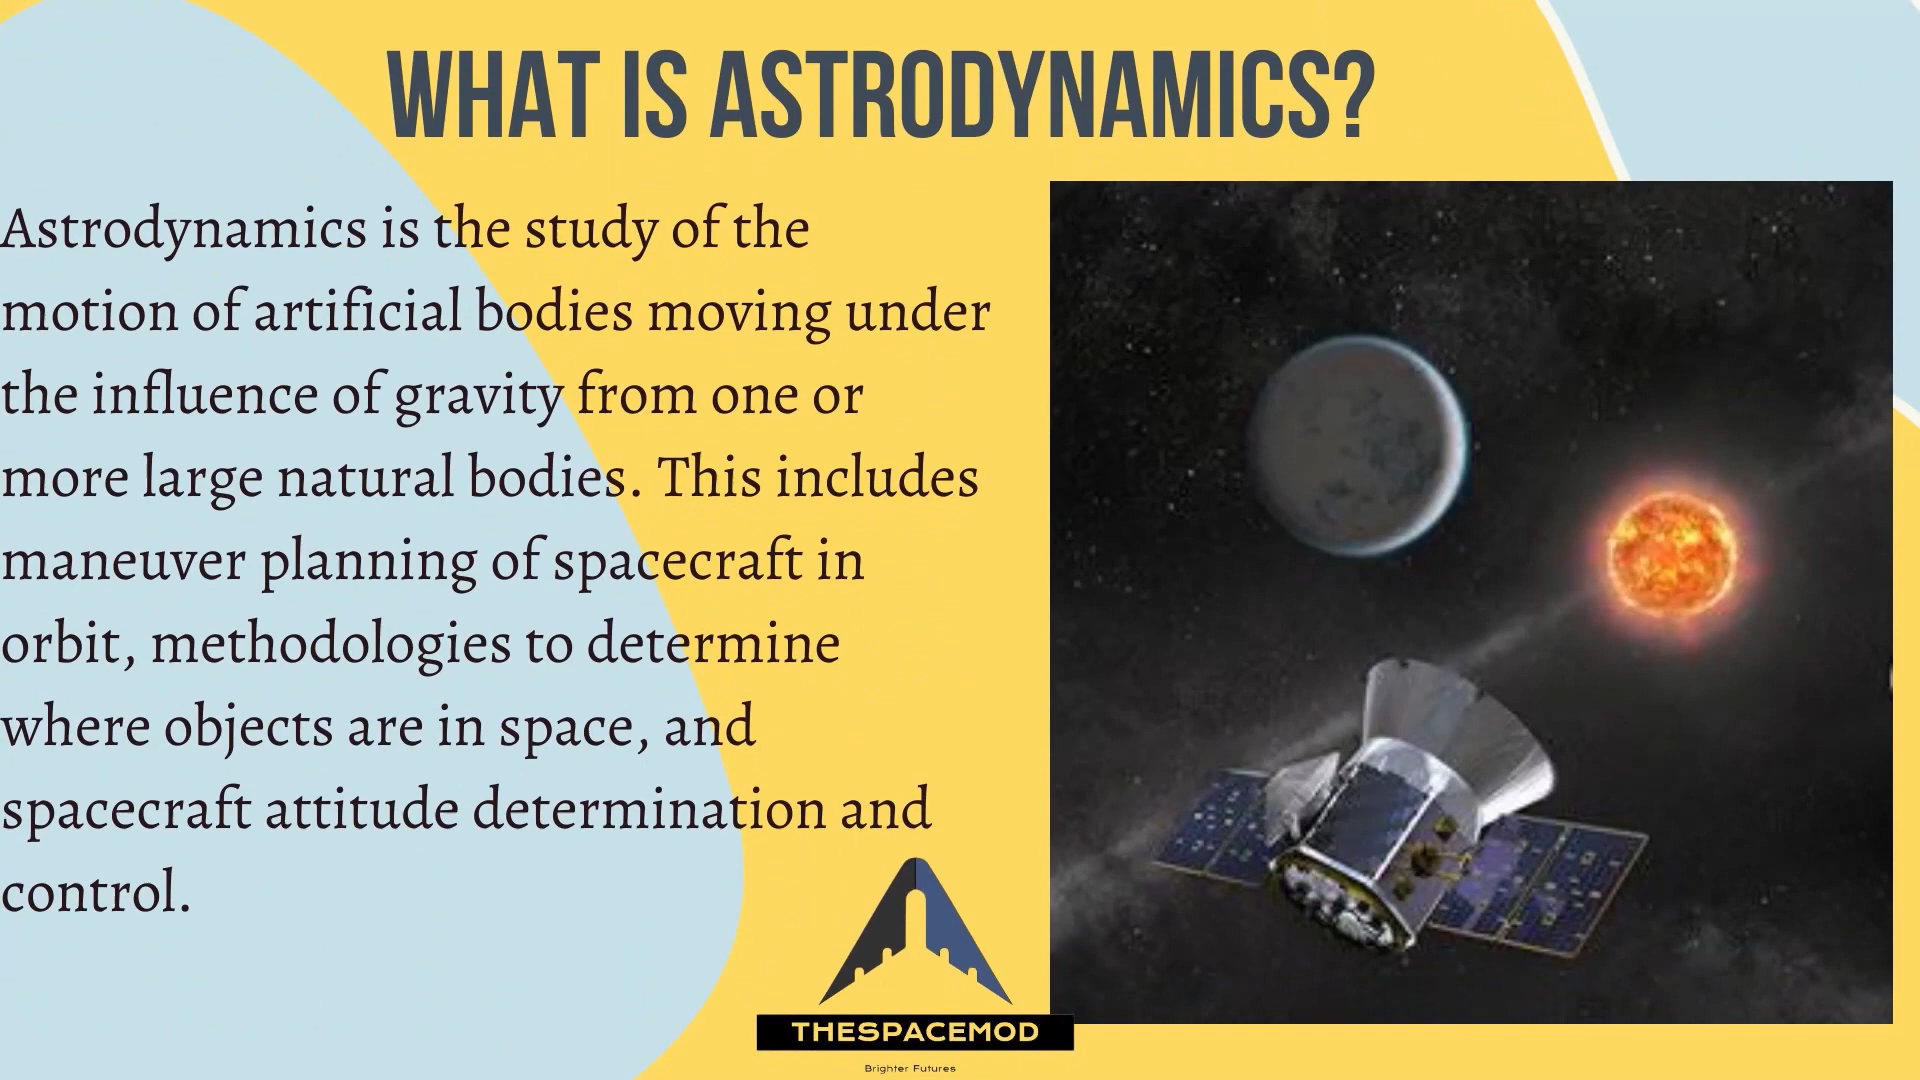 WHAT IS ASTRODYNAMICS?
Astrodynamics is the study of the
motion of artificial bodies moving under
the influence of gravity from one or
more large natural bodies. This includes
maneuver planning of spacecraft in
orbit, methodologies to determine
where objects are in space, and
spacecraft attitude determination and
control.
THESPACEMOD
Brighter Futures